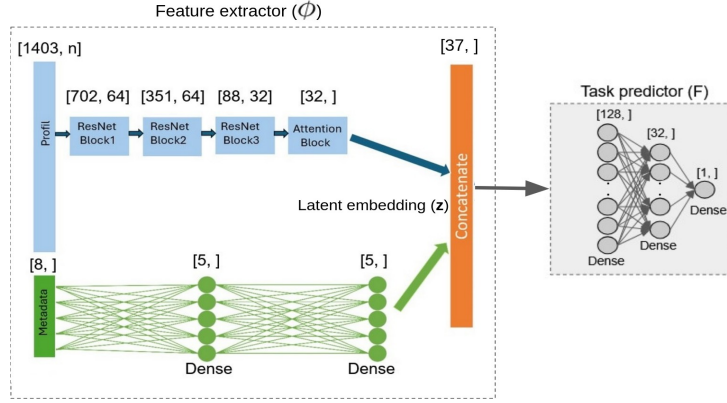 Feature extractor (ϕ)
[1403, n]
[37, ]
[702, 64] [351, 64] [88, 32] [32, ]
Profil
ResNet
Block1
ResNet
Block2
ResNet
Block3
Attention
Block
Concatenate
Latent embedding (z)
[8, ]
[5, ]
[5, ]
Metadata
Dense
Dense
Task predictor (F)
[128, ]
[32, ]
[1, ]
Dense
Dense
Dense